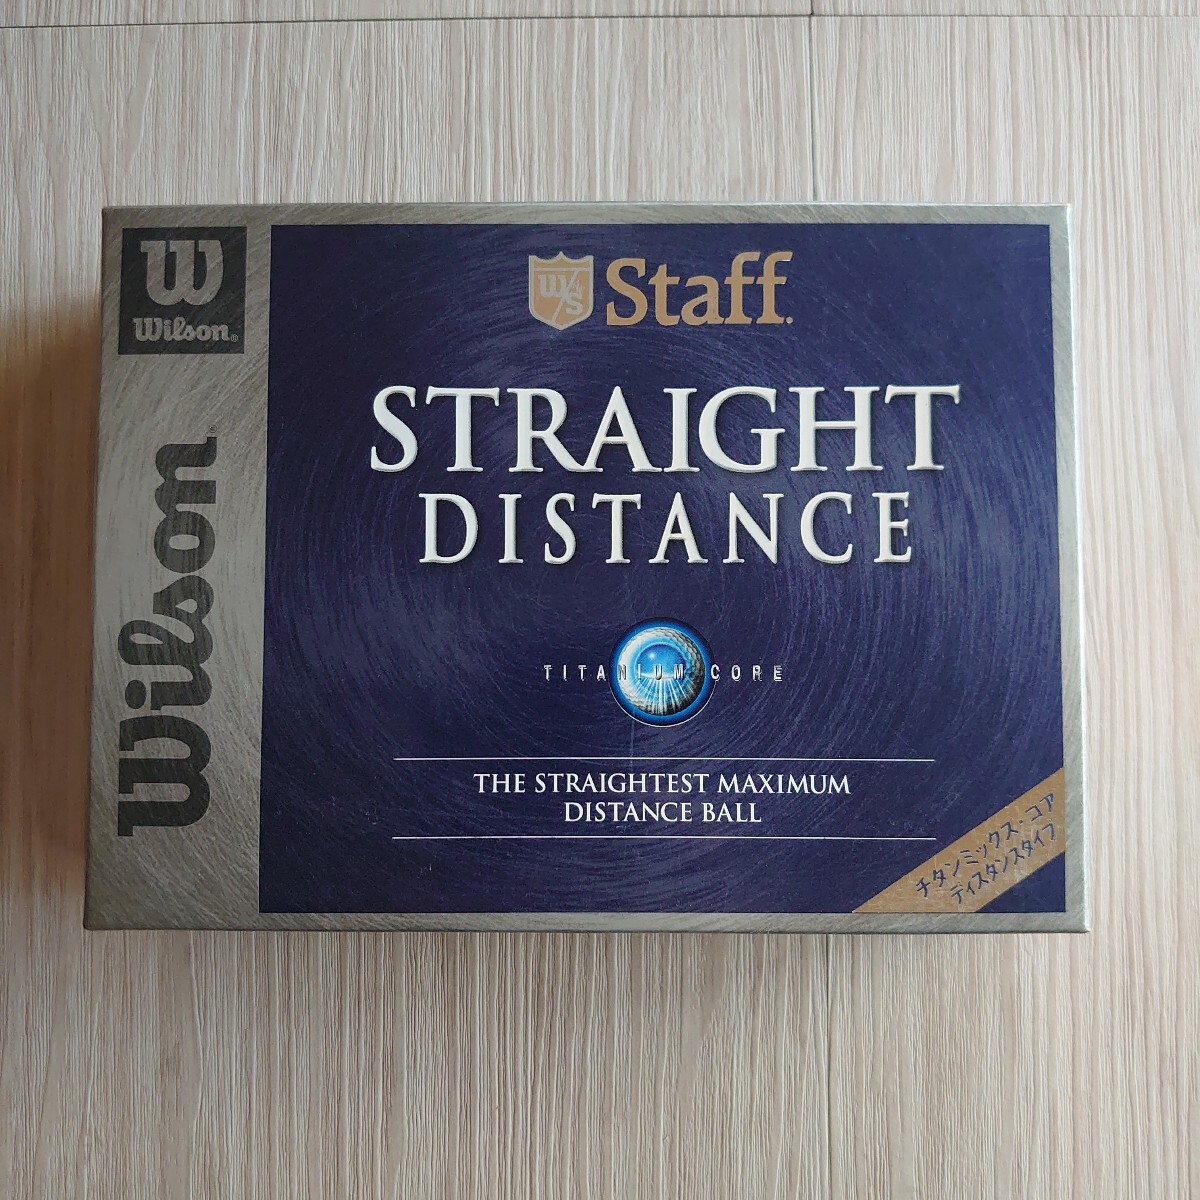 W
Wilson®
Wilson®
W/S Staff.
STRAIGHT
DISTANCE
TITANIUM CORE
THE STRAIGHTEST MAXIMUM
DISTANCE BALL
チタンミックス・コア
ディスタンスタイプ